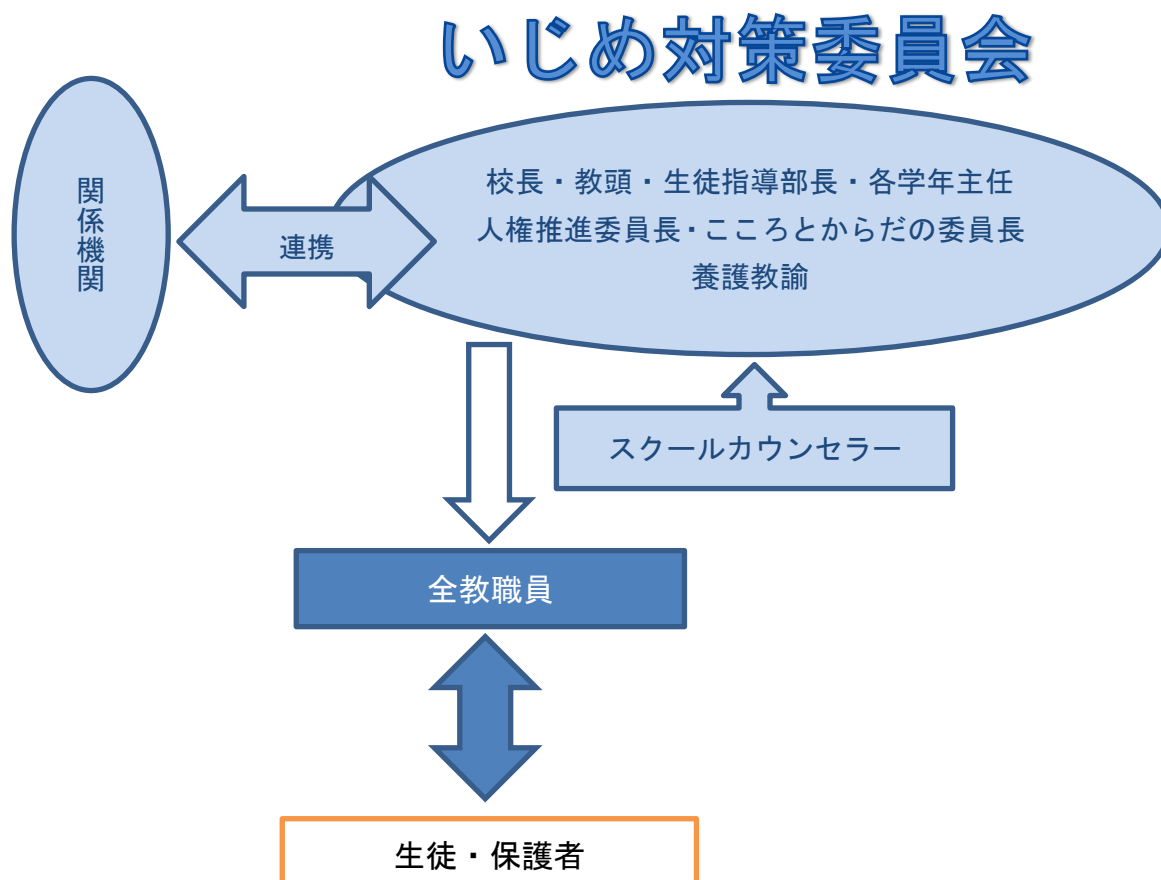 いじめ対策委員会
関係機関
連携
校長・教頭・生徒指導部長・各学年主任
人権推進委員長・こころとからだの委員長
養護教諭
スクールカウンセラー
全教職員
生徒・保護者